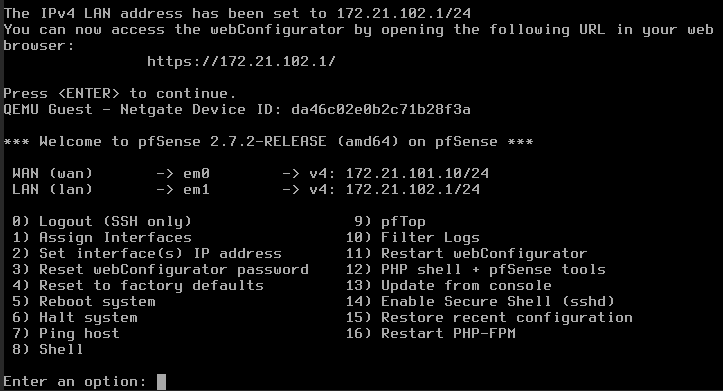 The IPv4 LAN address has been set to 172.21.102.1/24
You can now access the webConfigurator by opening the following URL in your web
browser:
https://172.21.102.1/
Press <ENTER> to continue.
QEMU Guest - Netgate Device ID: da46c02e0b2c71b28f3a
*** Welcome to pfSense 2.7.2-RELEASE (amd64) on pfSense ***
WAN (wan) -> em0 -> v4: 172.21.101.10/24
LAN (lan) -> em1 -> v4: 172.21.102.1/24
0) Logout (SSH only) 9) pfTop
1) Assign Interfaces 10) Filter Logs
2) Set interface(s) IP address 11) Restart webConfigurator
3) Reset webConfigurator password 12) PHP shell + pfSense tools
4) Reset to factory defaults 13) Update from console
5) Reboot system 14) Enable Secure Shell (sshd)
6) Halt system 15) Restore recent configuration
7) Ping host 16) Restart PHP-FPM
8) Shell
Enter an option: